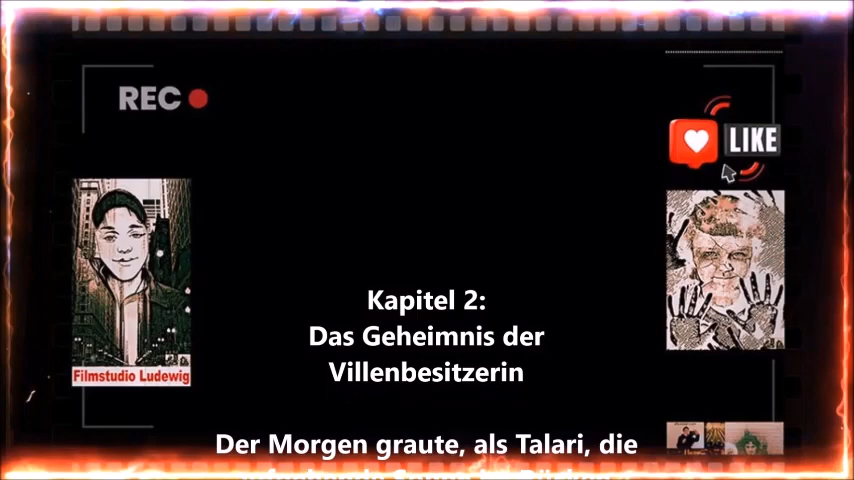 REC
LIKE
Filmstudio Ludewig
Kapitel 2:
Das Geheimnis der
Villenbesitzerin
Der Morgen graute, als Talari, die